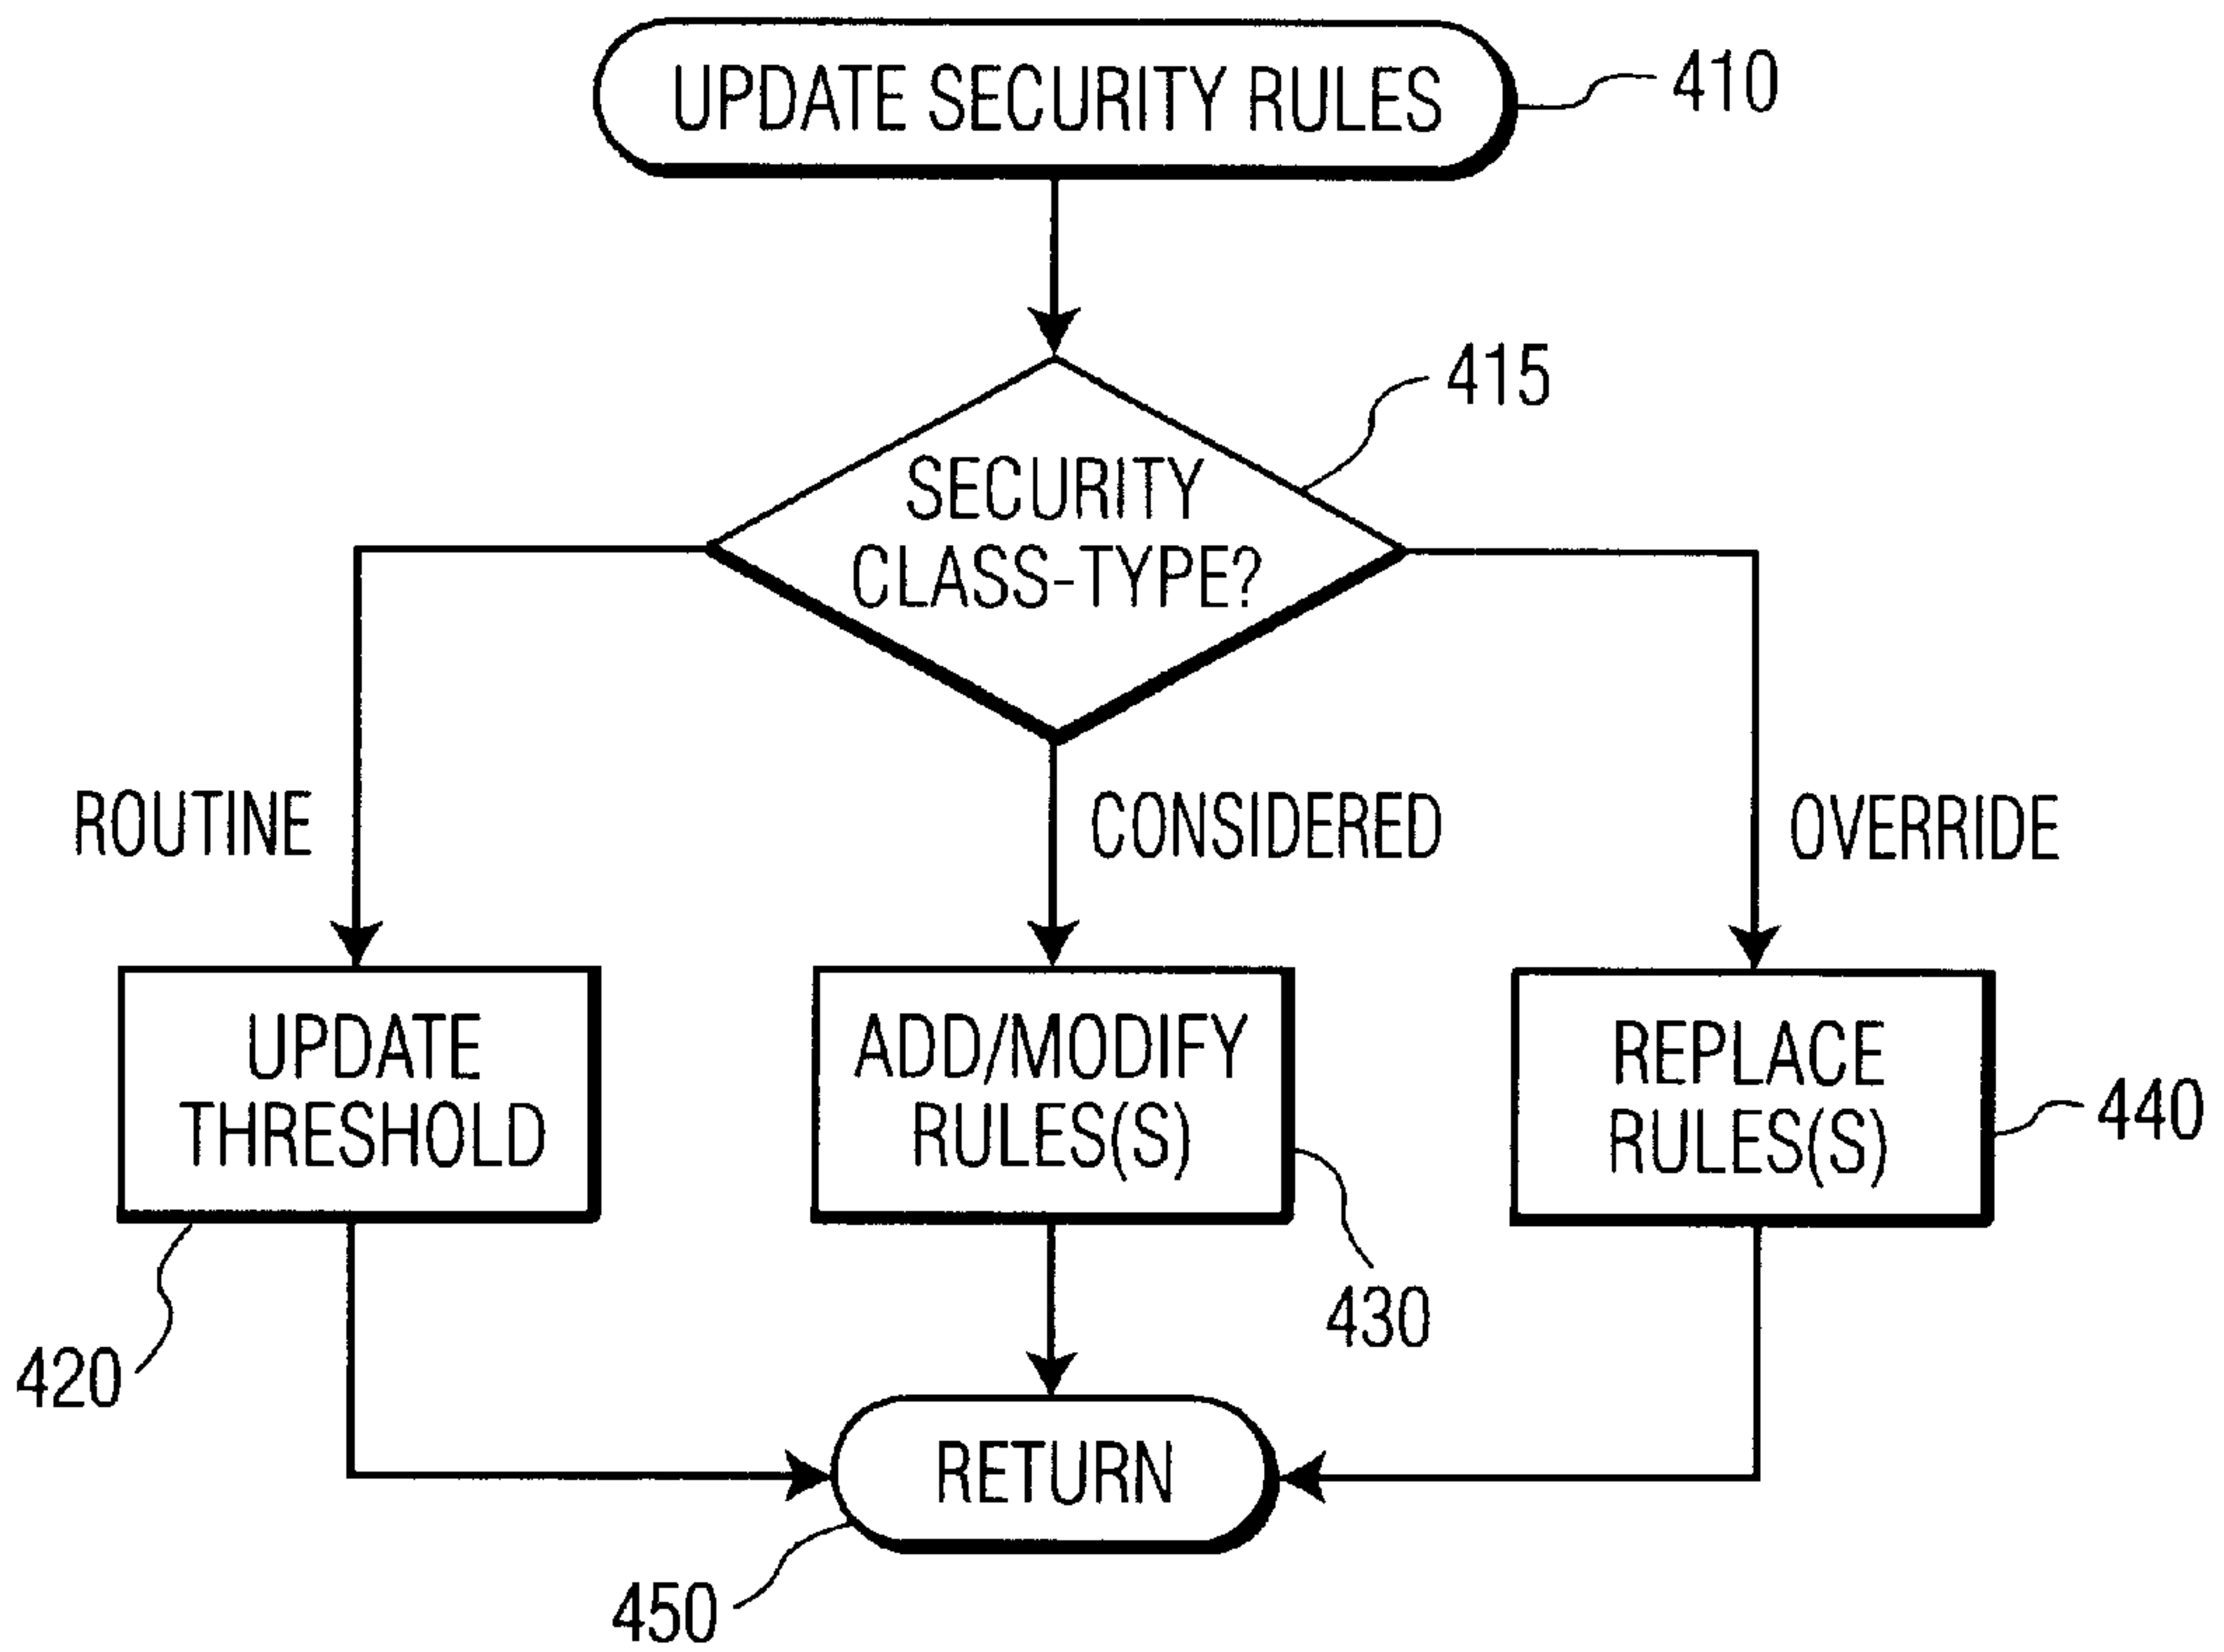 UPDATE SECURITY RULES
410
415
SECURITY
CLASS-TYPE?
ROUTINE
CONSIDERED
OVERRIDE
UPDATE
THRESHOLD
ADD/MODIFY
RULES(S)
REPLACE
RULES(S)
440
430
420
RETURN
450